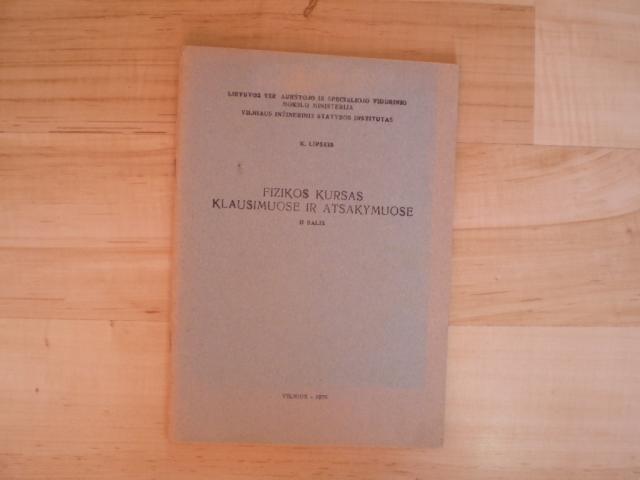 LIETUVOS TSR AUKŠTOJO IR SPECIALIOJO VIDURINIO
MOKSLO MINISTERIJA
VILNIAUS INŽINERINIS STATYBOS INSTITUTAS
K. LIPSKIS
FIZIKOS KURSAS
KLAUSIMUOSE IR ATSAKYMUOSE
II DALIS
VILNIUS -